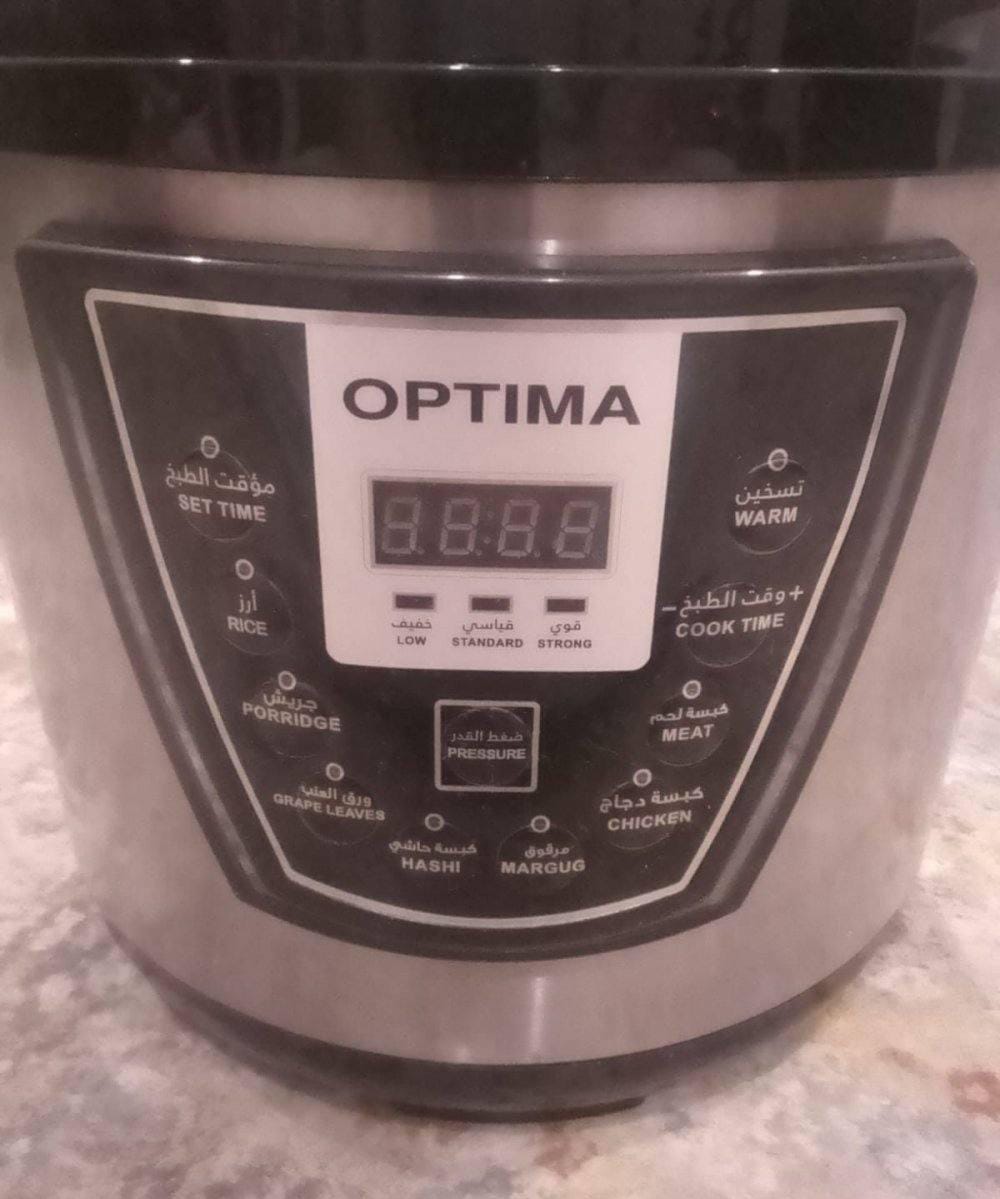 OPTIMA
مؤقت الطبخ
SET TIME
تسخين
WARM
أرز
RICE
خفيف
LOW
قياسي
STANDARD
قوي
STRONG
+وقت الطبخ−
COOK TIME
جريش
PORRIDGE
ضغط القدر
PRESSURE
كبسة لحم
MEAT
ورق العنب
GRAPE LEAVES
كبسة دجاج
CHICKEN
كبسة حاشي
HASHI
مرقوق
MARGUG